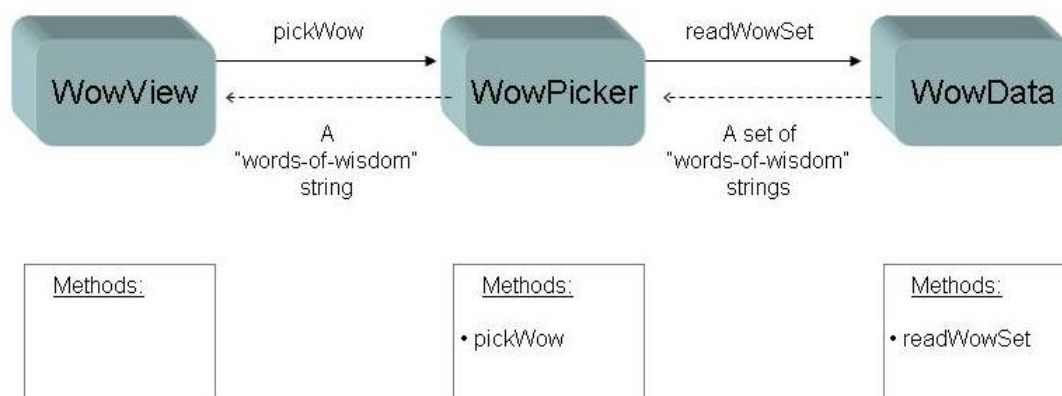 pickWow
readWowSet
WowView
WowPicker
WowData
A
"words-of-wisdom"
string
A set of
"words-of-wisdom"
strings
Methods:
Methods:
• pickWow
Methods:
• readWowSet